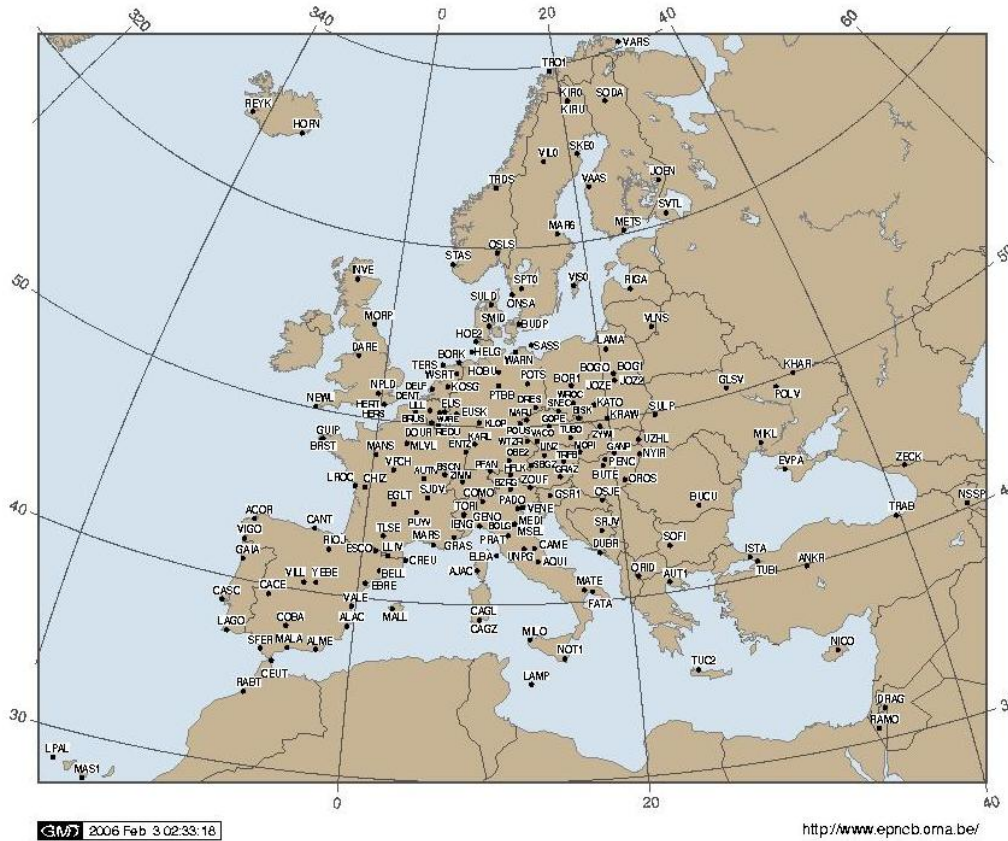 320
340
0
20
40
60
VARS
TRO1
KIR0
SODA
KIRU
REYK
HOFN
SKE0
VIL0
JOEN
TRDS
VAAS
SVTL
METS
MAR6
OSLS
STAS
50
INVE
SPT0
VIS0
RIGA
ONSA
SULD
MORP
SMID
BUDP
VLNS
HOE2
DARE
HELG
SASS
LAMA
BORK
TERS
WARN
WSRT
HOBU
BOGO
BOGI
KHAR
POTS
BOR1
JOZE
JOZ2
GLSV
POLV
NPLD
DELF
KOSG
PTBB
DENT
DRES
WROC
NEWL
HERT
HERS
LILL
EUS
SNEC
KATO
SULP
EUSK
BISK
BRUS
WARE
KLOP
GOPE
KRAW
GUIP
REDU
POUS
VACO
TUBO
ZYWI
MIKL
BRST
DOUR
MLVL
KARL
WTZR
LINZ
UZHL
MANS
ENTZ
OBE2
MOPI
GANP
NYIR
EVPA
ZECK
VFCH
BSCN
PFAN
HFLK
SBGZ
TRFB
PENC
LROC
CHIZ
AUTN
ZIMM
GRAZ
BUTE
OROS
BZRG
ZOUF
40
EGLT
SJDV
COMO
GSR1
OSJE
BUCU
NSSP
ACOR
TORI
PADO
VENE
TRAB
CANT
PUYV
GENO
MEDI
VIGO
TLSE
IENG
BOLG
SRJV
RIOJ
MARS
MSEL
SOFI
GAIA
ESCO
LLIV
GRAS
PRAT
CAME
DUBR
ISTA
CREU
ELBA
UNPG
ANKR
VILL
YEBE
BELL
AJAC
AQUI
ORID
AUT1
TUBI
CACE
EBRE
MATE
CASC
VALE
FATA
COBA
MALL
CAGL
LAGO
ALAC
CAGZ
SFER
MALA
ALME
MILO
NICO
NOT1
CEUT
TUC2
RABT
LAMP
DRAG
30
RAMO
LPAL
MAS1
0
20
40
GMT 2006 Feb 3 02:33:18
http://www.epncb.oma.be/